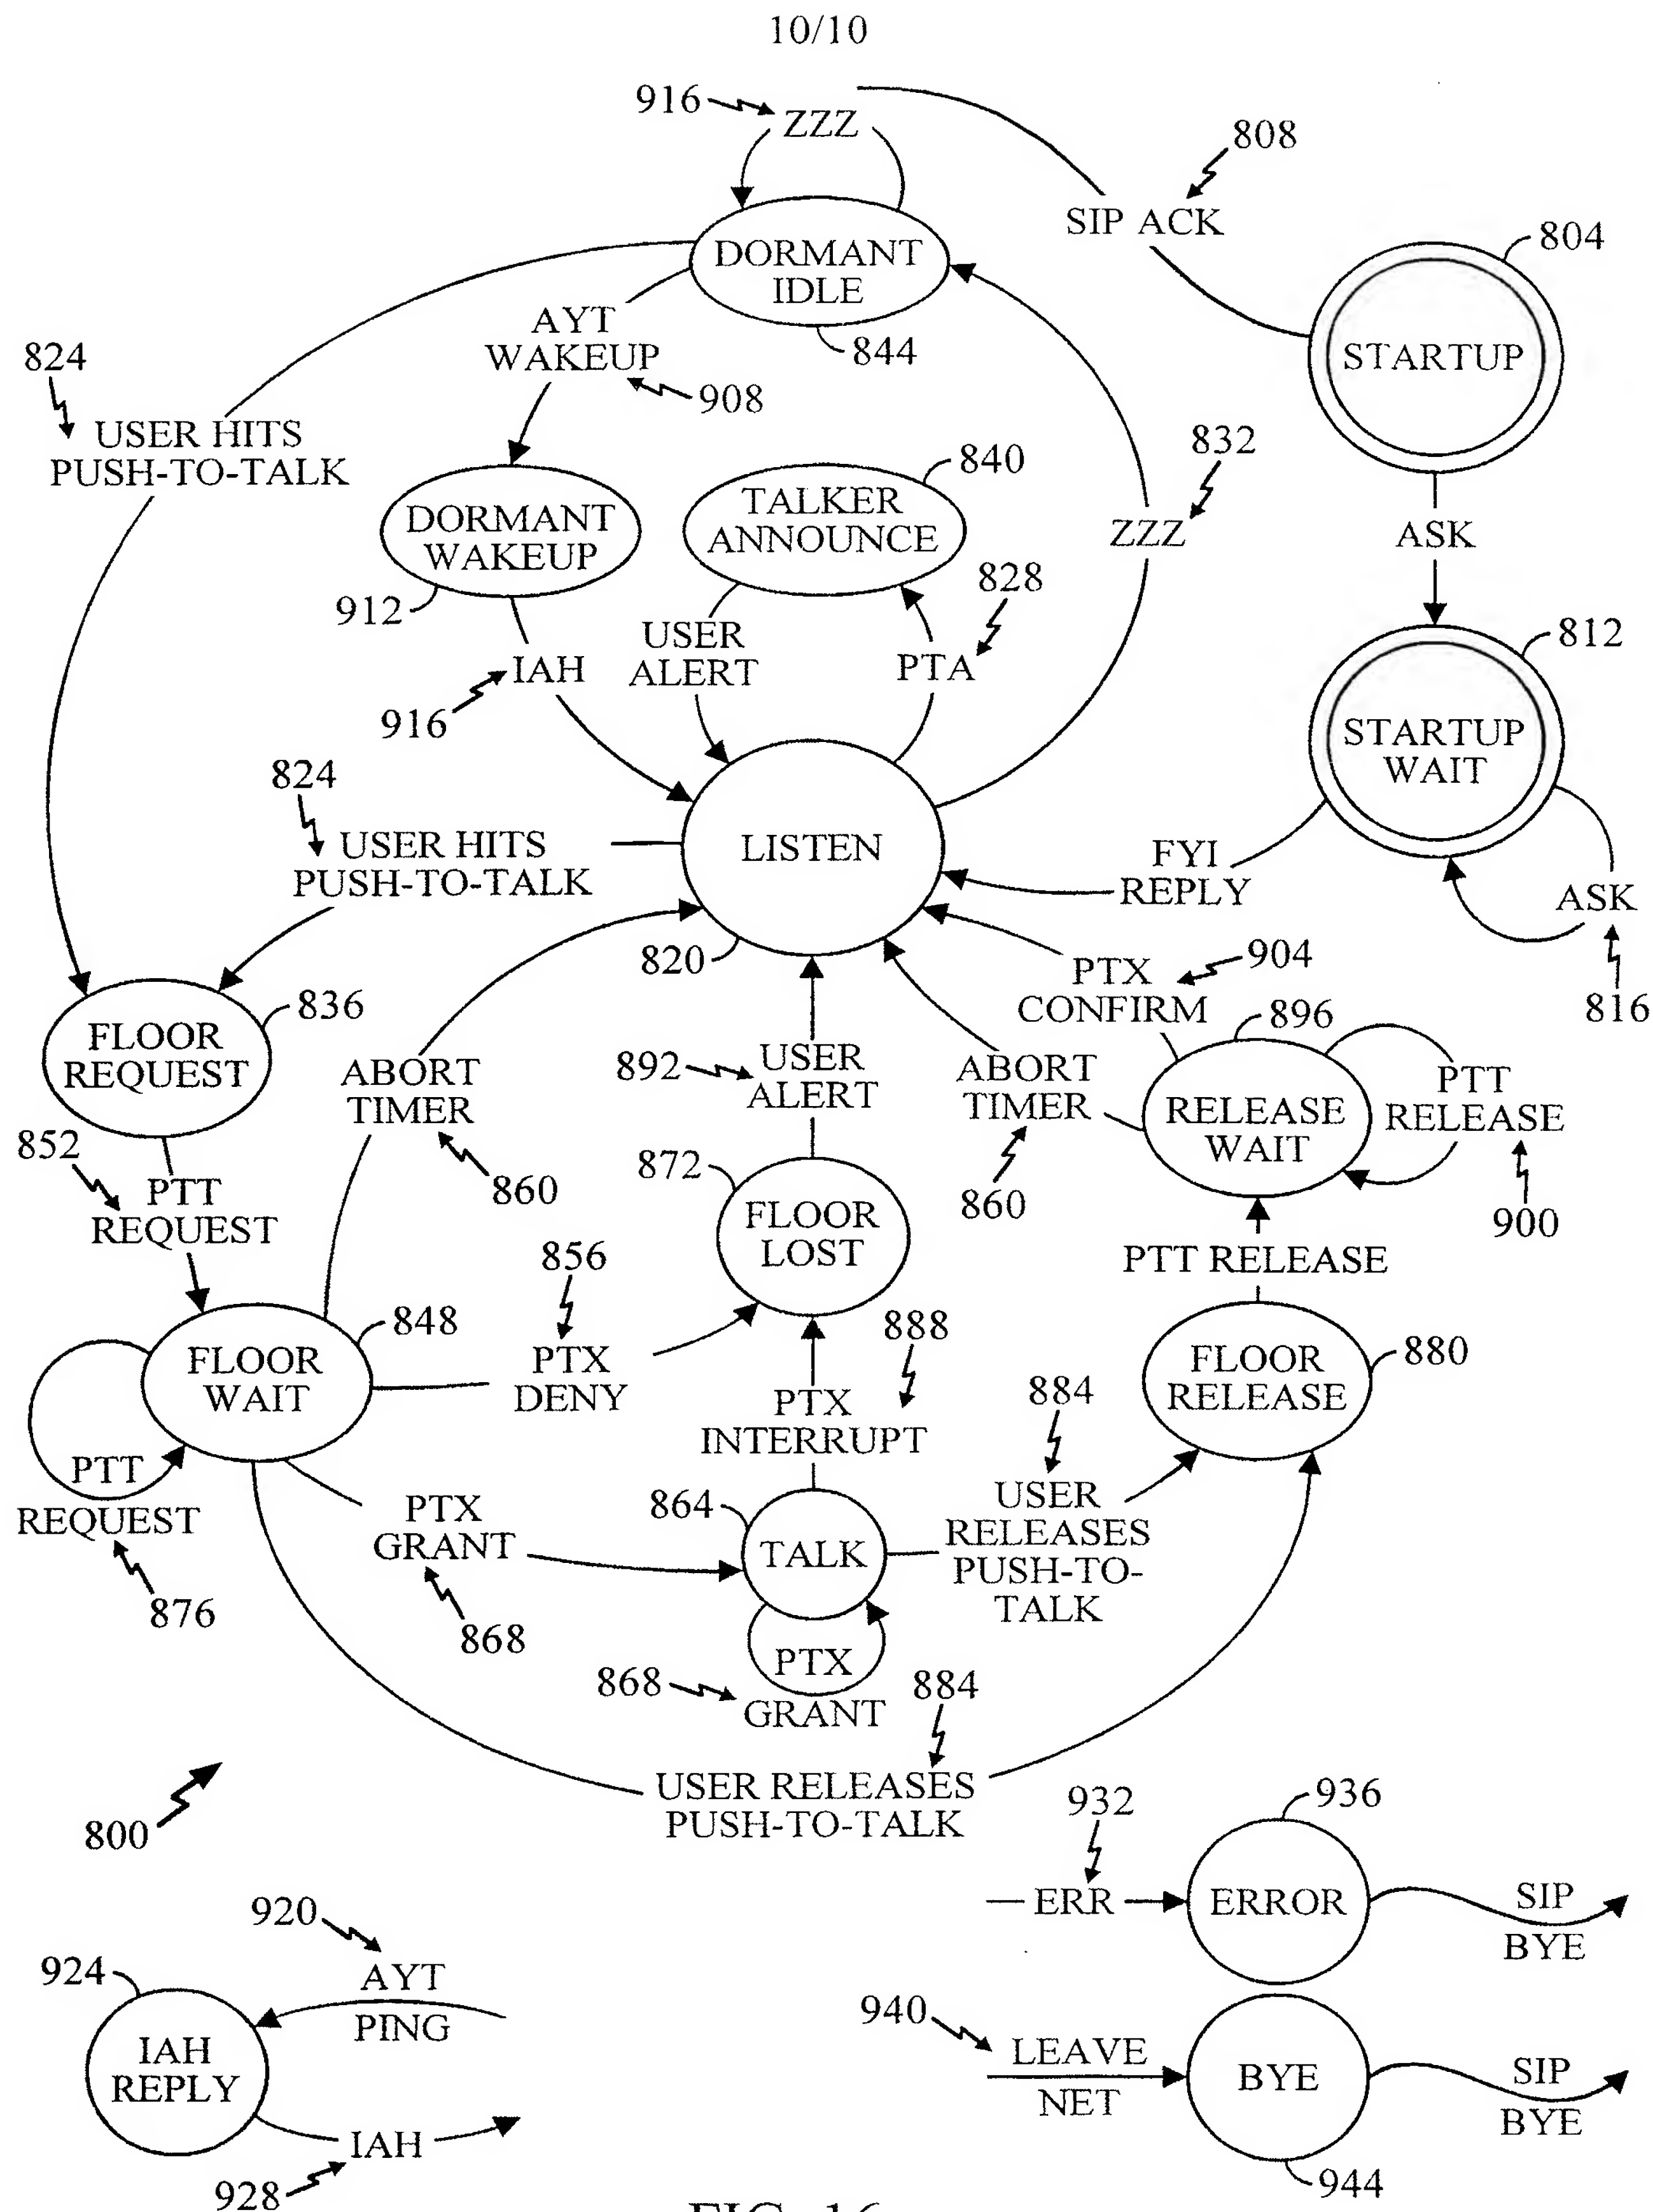 10/10
916
ZZZ
808
SIP ACK
804
STARTUP
DORMANT
IDLE
844
AYT
WAKEUP
908
824
USER HITS
PUSH-TO-TALK
832
ZZZ
840
TALKER
ANNOUNCE
DORMANT
WAKEUP
912
ASK
828
USER
ALERT
PTA
IAH
916
812
STARTUP
WAIT
824
USER HITS
PUSH-TO-TALK
LISTEN
820
FYI
REPLY
ASK
816
PTX
CONFIRM
904
836
FLOOR
REQUEST
ABORT
TIMER
860
892
USER
ALERT
ABORT
TIMER
860
896
RELEASE
WAIT
PTT
RELEASE
900
852
PTT
REQUEST
872
FLOOR
LOST
PTT RELEASE
856
PTX
DENY
848
FLOOR
WAIT
888
PTX
INTERRUPT
880
FLOOR
RELEASE
884
USER
RELEASES
PUSH-TO-
TALK
PTT
REQUEST
876
PTX
GRANT
868
864
TALK
PTX
GRANT
868
884
USER RELEASES
PUSH-TO-TALK
800
932
ERR
936
ERROR
SIP
BYE
920
AYT
PING
924
IAH
REPLY
IAH
928
940
LEAVE
NET
BYE
944
SIP
BYE
FIG. 16